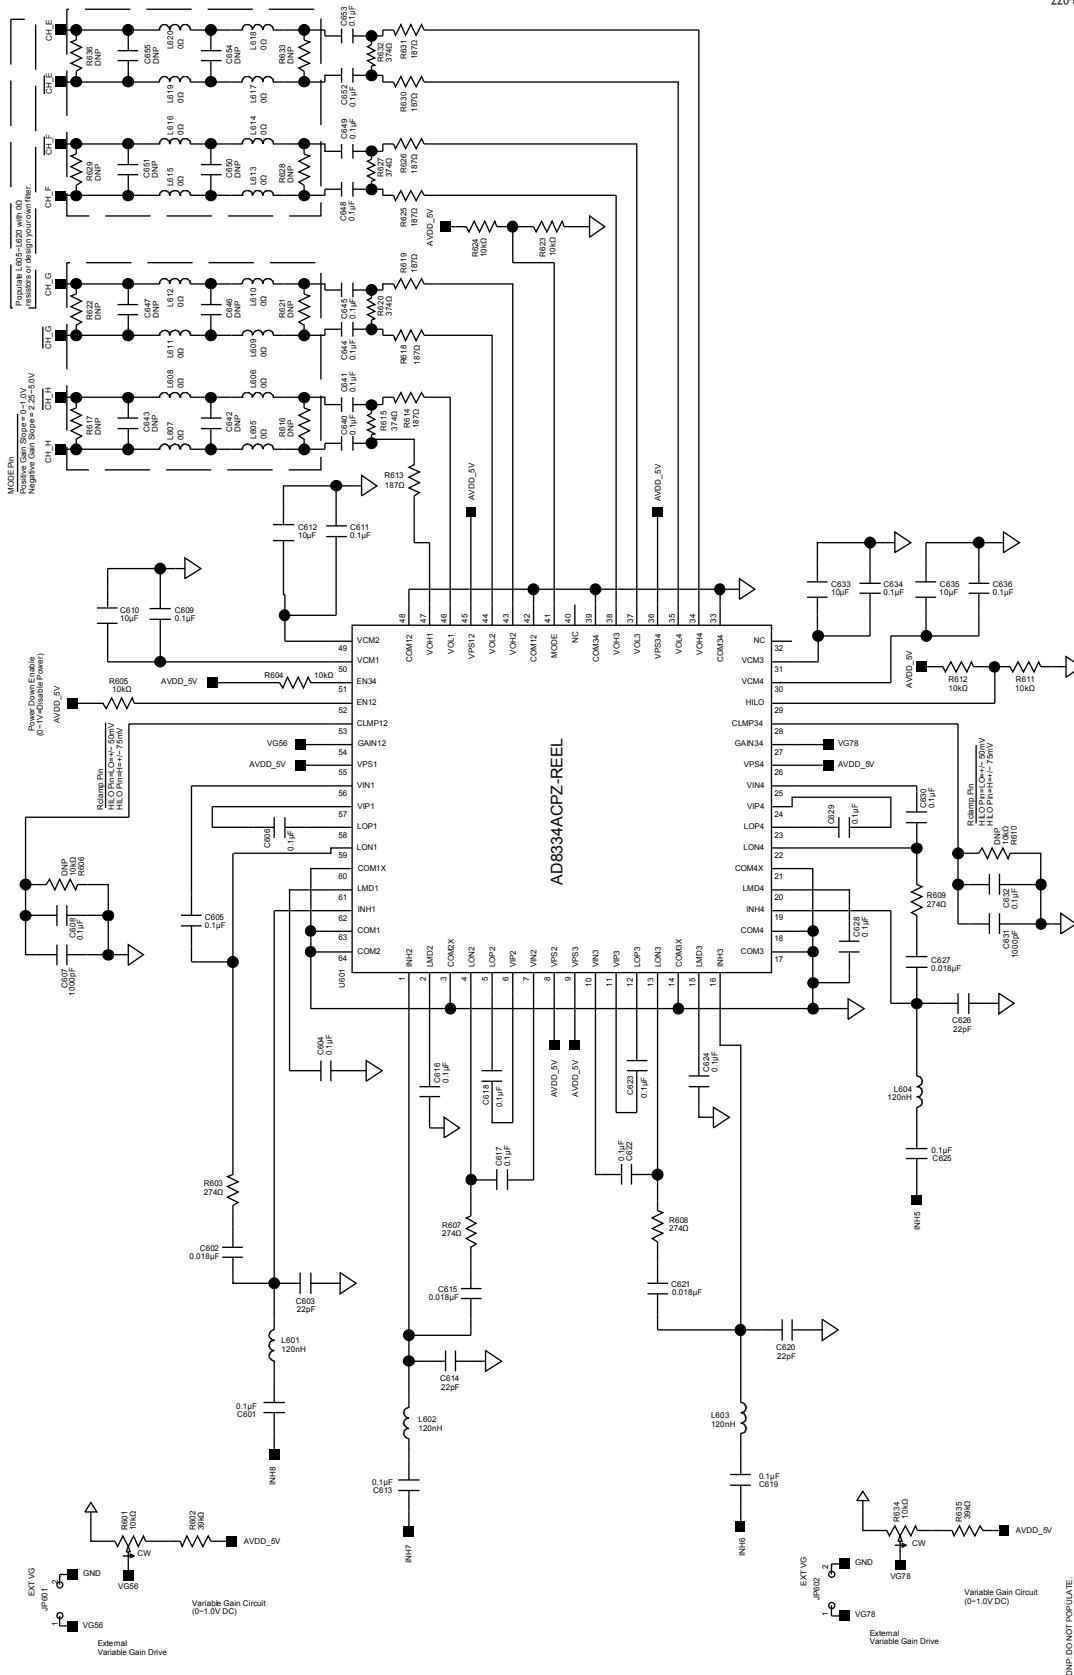 CH_E
CH_E
CH_F
CH_F
CH_G
CH_G
CH_H
CH_H
R636
DNP
C655
DNP
L620
0Ω
L619
0Ω
C654
DNP
L618
0Ω
L617
0Ω
R633
DNP
C653
0.1µF
C652
0.1µF
R632
374Ω
R631
187Ω
R630
187Ω
R629
DNP
C651
DNP
L616
0Ω
L615
0Ω
C650
DNP
L614
0Ω
L613
0Ω
R628
DNP
C649
0.1µF
C648
0.1µF
R627
374Ω
R626
187Ω
R625
187Ω
Populate L605–L620 with 0Ω
resistors or design your own filter.
AVDD_5V
R624
10kΩ
R623
10kΩ
R622
DNP
C647
DNP
L612
0Ω
L611
0Ω
C646
DNP
L610
0Ω
L609
0Ω
R621
DNP
C645
0.1µF
C644
0.1µF
R620
374Ω
R619
187Ω
R618
187Ω
R617
DNP
C643
DNP
L608
0Ω
L607
0Ω
C642
DNP
L606
0Ω
L605
0Ω
R616
DNP
C641
0.1µF
C640
0.1µF
R615
374Ω
R614
187Ω
R613
187Ω
MODE Pin
Positive Gain Slope = 0–1.0V
Negative Gain Slope = 2.25–5.0V
AVDD_5V
AVDD_5V
C612
10µF
C611
0.1µF
C610
10µF
C609
0.1µF
C633
10µF
C634
0.1µF
C635
10µF
C636
0.1µF
48
47
46
45
44
43
42
41
40
39
38
37
36
35
34
33
COM12
VOH1
VOL1
VPS12
VOL2
VOH2
COM12
MODE
NC
COM34
VOH3
VOL3
VPS34
VOL4
VOH4
COM34
VCM2
49
VCM1
50
EN34
51
EN12
52
CLMP12
53
GAIN12
54
VPS1
55
VIN1
56
VIP1
57
LOP1
58
LON1
59
COM1X
60
LMD1
61
INH1
62
COM1
63
COM2
64
NC
32
VCM3
31
VCM4
30
HILO
29
CLMP34
28
GAIN34
27
VPS4
26
VIN4
25
VIP4
24
LOP4
23
LON4
22
COM4X
21
LMD4
20
INH4
19
COM4
18
COM3
17
AD8334ACPZ-REEL
U601
INH2
LMD2
COM2X
LON2
LOP2
VIP2
VIN2
VPS2
VPS3
VIN3
VIP3
LOP3
LON3
COM3X
LMD3
INH3
1
2
3
4
5
6
7
8
9
10
11
12
13
14
15
16
Power Down Enable
(0–1V=Disable Power)
AVDD_5V
R605
10kΩ
AVDD_5V
R604
10kΩ
VG56
AVDD_5V
Rclamp Pin
HILO Pin=LO=+/– 50mV
HILO Pin=H=+/– 75mV
DNP
10kΩ
R606
C608
0.1µF
C607
1000pF
C605
0.1µF
C606
0.1µF
AVDD_5V
R612
10kΩ
R611
10kΩ
VG78
AVDD_5V
Rclamp Pin
HILO Pin=LO=+/– 50mV
HILO Pin=H=+/– 75mV
DNP
10kΩ
R610
C632
0.1µF
C631
1000pF
C630
0.1µF
C629
0.1µF
R609
274Ω
C628
0.1µF
C627
0.018µF
C626
22pF
L604
120nH
0.1µF
C625
INH5
C604
0.1µF
C616
0.1µF
C618
0.1µF
AVDD_5V
AVDD_5V
C623
0.1µF
C624
0.1µF
C617
0.1µF
0.1µF
C622
R603
274Ω
R607
274Ω
R608
274Ω
C602
0.018µF
C603
22pF
C615
0.018µF
C621
0.018µF
C620
22pF
C614
22pF
L601
120nH
L602
120nH
L603
120nH
0.1µF
C601
0.1µF
C613
0.1µF
C619
INH8
INH7
INH6
R601
10kΩ
R602
39kΩ
AVDD_5V
CW
VG56
EXT VG
JP601
2
1
GND
VG56
Variable Gain Circuit
(0–1.0V DC)
External
Variable Gain Drive
R634
10kΩ
R635
39kΩ
AVDD_5V
CW
VG78
EXT VG
JP602
2
1
GND
VG78
Variable Gain Circuit
(0–1.0V DC)
External
Variable Gain Drive
DNP: DO NOT POPULATE.